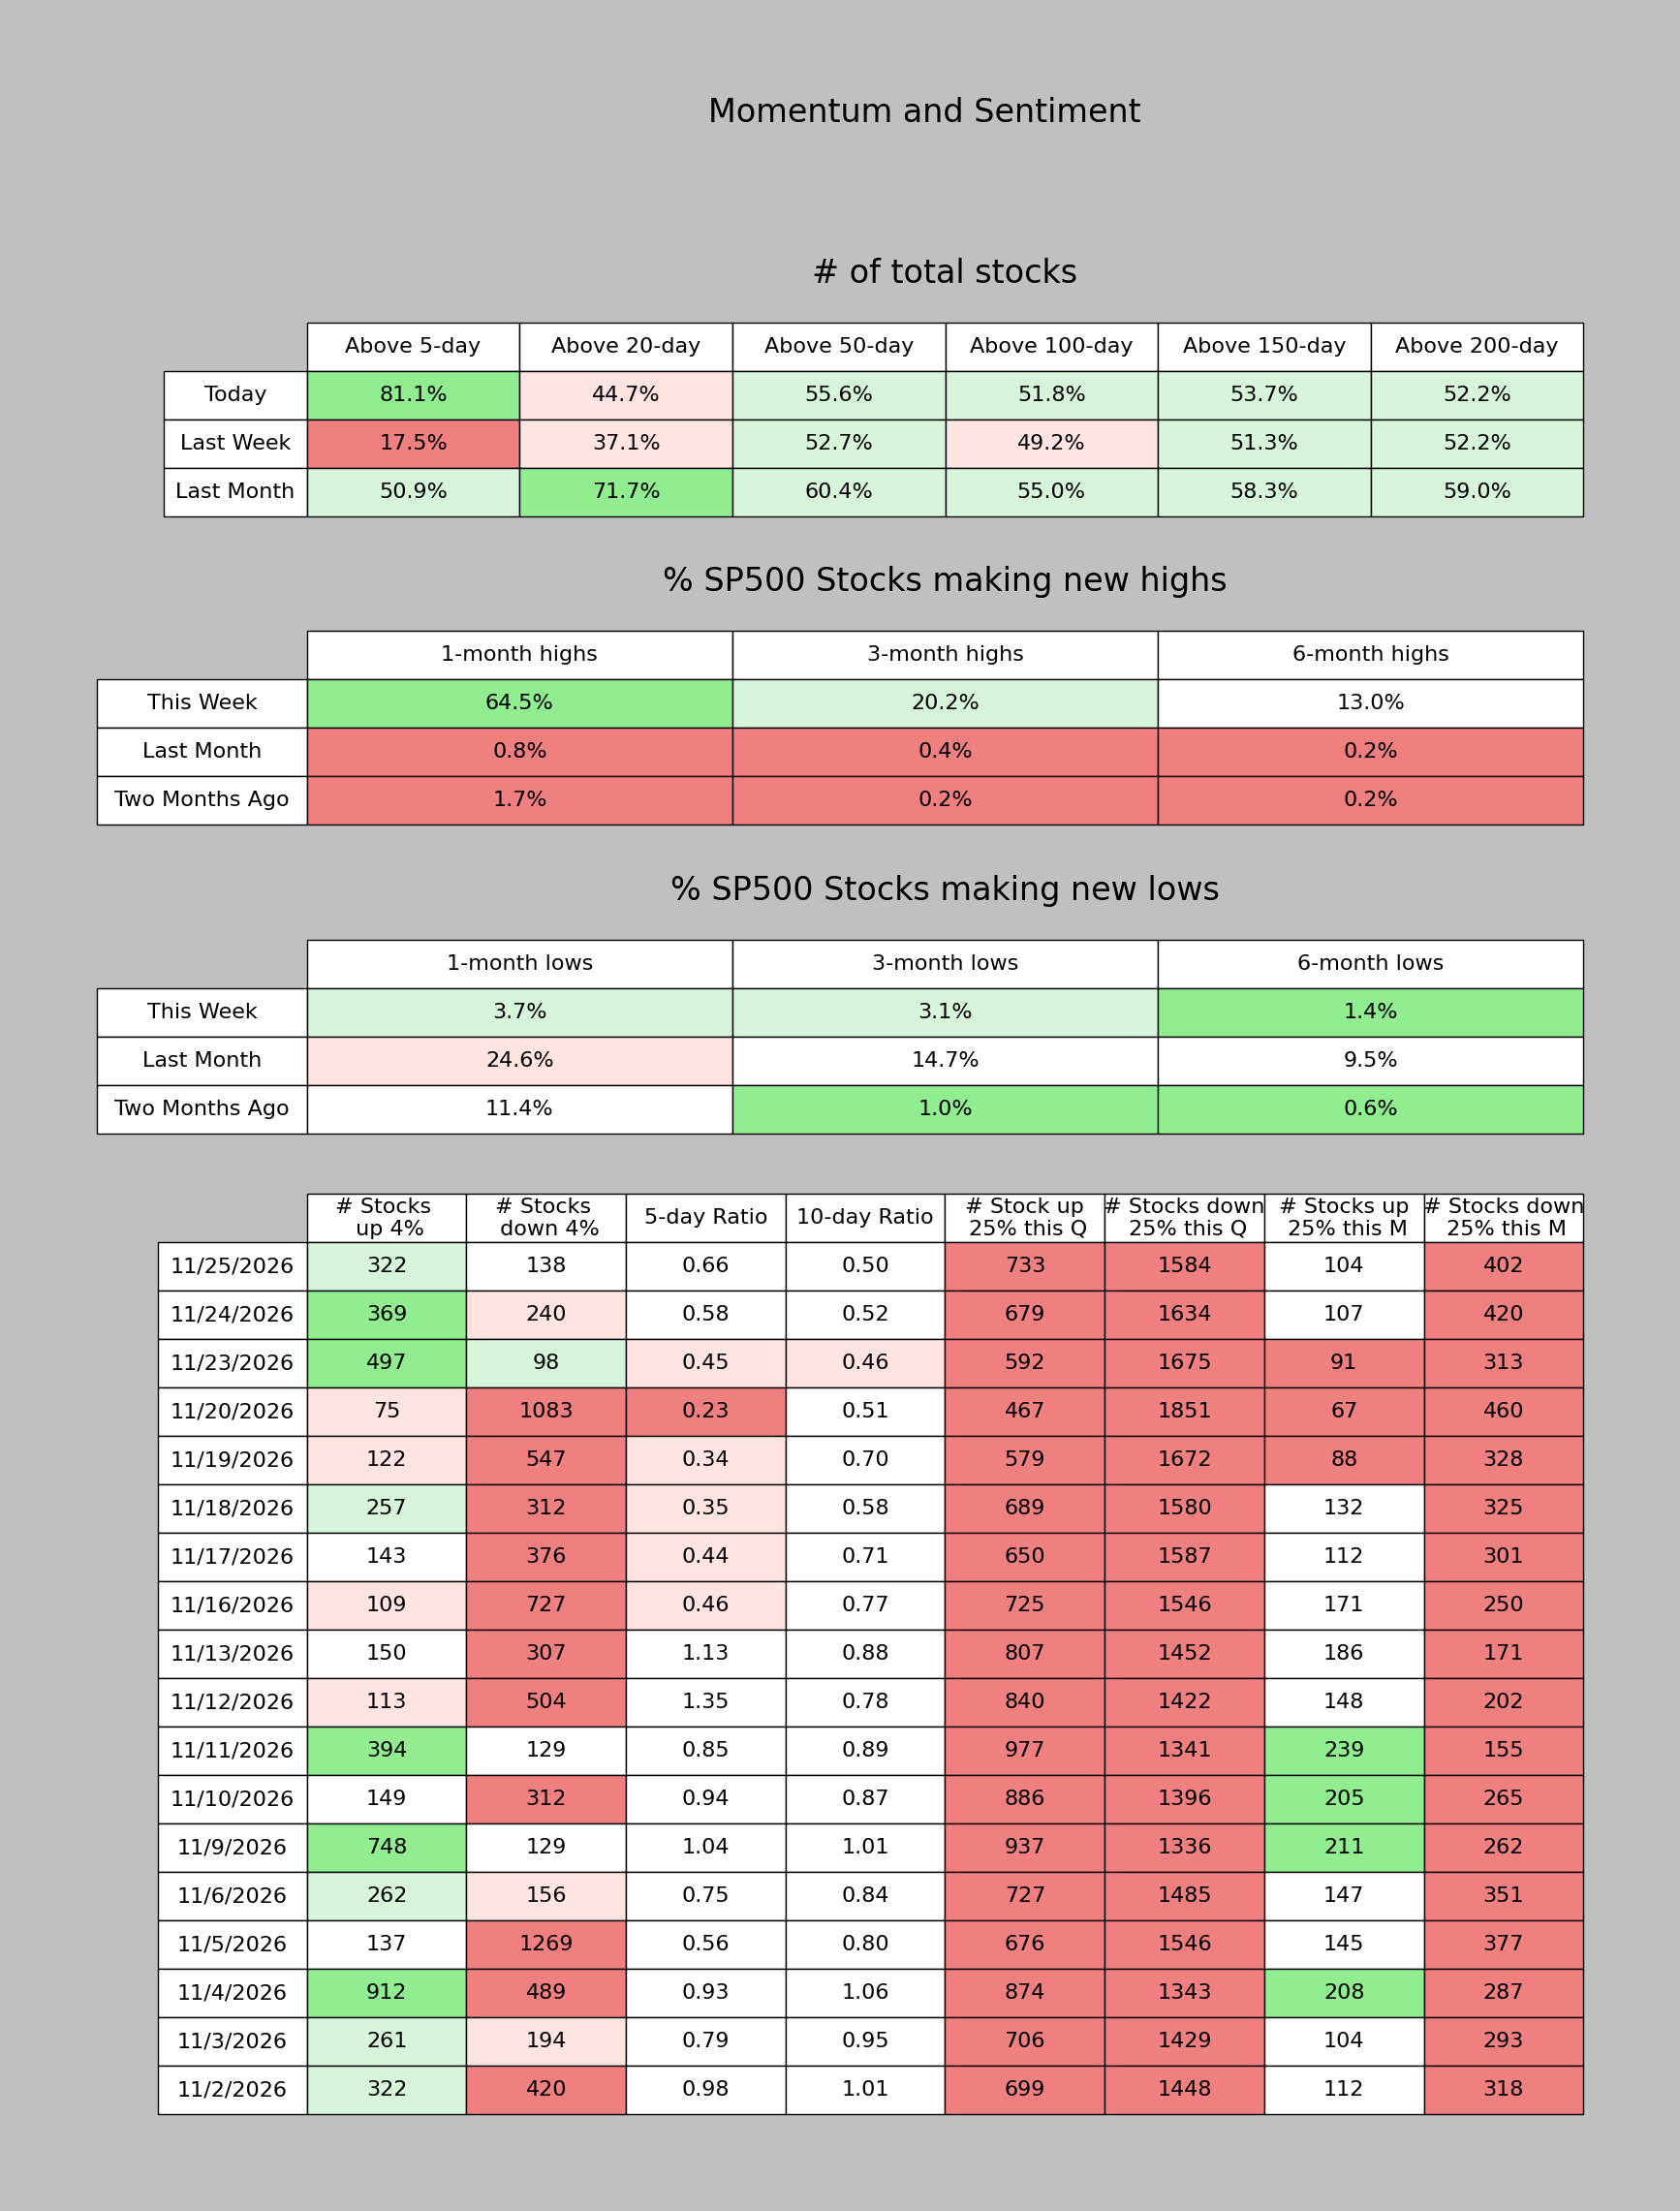 Momentum and Sentiment
# of total stocks
Above 5-day Above 20-day Above 50-day Above 100-day Above 150-day Above 200-day
Today 81.1% 44.7% 55.6% 51.8% 53.7% 52.2%
Last Week 17.5% 37.1% 52.7% 49.2% 51.3% 52.2%
Last Month 50.9% 71.7% 60.4% 55.0% 58.3% 59.0%
% SP500 Stocks making new highs
1-month highs 3-month highs 6-month highs
This Week 64.5% 20.2% 13.0%
Last Month 0.8% 0.4% 0.2%
Two Months Ago 1.7% 0.2% 0.2%
% SP500 Stocks making new lows
1-month lows 3-month lows 6-month lows
This Week 3.7% 3.1% 1.4%
Last Month 24.6% 14.7% 9.5%
Two Months Ago 11.4% 1.0% 0.6%
# Stocks up 4% # Stocks down 4% 5-day Ratio 10-day Ratio # Stock up 25% this Q # Stocks down 25% this Q # Stocks up 25% this M # Stocks down 25% this M
11/25/2026 322 138 0.66 0.50 733 1584 104 402
11/24/2026 369 240 0.58 0.52 679 1634 107 420
11/23/2026 497 98 0.45 0.46 592 1675 91 313
11/20/2026 75 1083 0.23 0.51 467 1851 67 460
11/19/2026 122 547 0.34 0.70 579 1672 88 328
11/18/2026 257 312 0.35 0.58 689 1580 132 325
11/17/2026 143 376 0.44 0.71 650 1587 112 301
11/16/2026 109 727 0.46 0.77 725 1546 171 250
11/13/2026 150 307 1.13 0.88 807 1452 186 171
11/12/2026 113 504 1.35 0.78 840 1422 148 202
11/11/2026 394 129 0.85 0.89 977 1341 239 155
11/10/2026 149 312 0.94 0.87 886 1396 205 265
11/9/2026 748 129 1.04 1.01 937 1336 211 262
11/6/2026 262 156 0.75 0.84 727 1485 147 351
11/5/2026 137 1269 0.56 0.80 676 1546 145 377
11/4/2026 912 489 0.93 1.06 874 1343 208 287
11/3/2026 261 194 0.79 0.95 706 1429 104 293
11/2/2026 322 420 0.98 1.01 699 1448 112 318